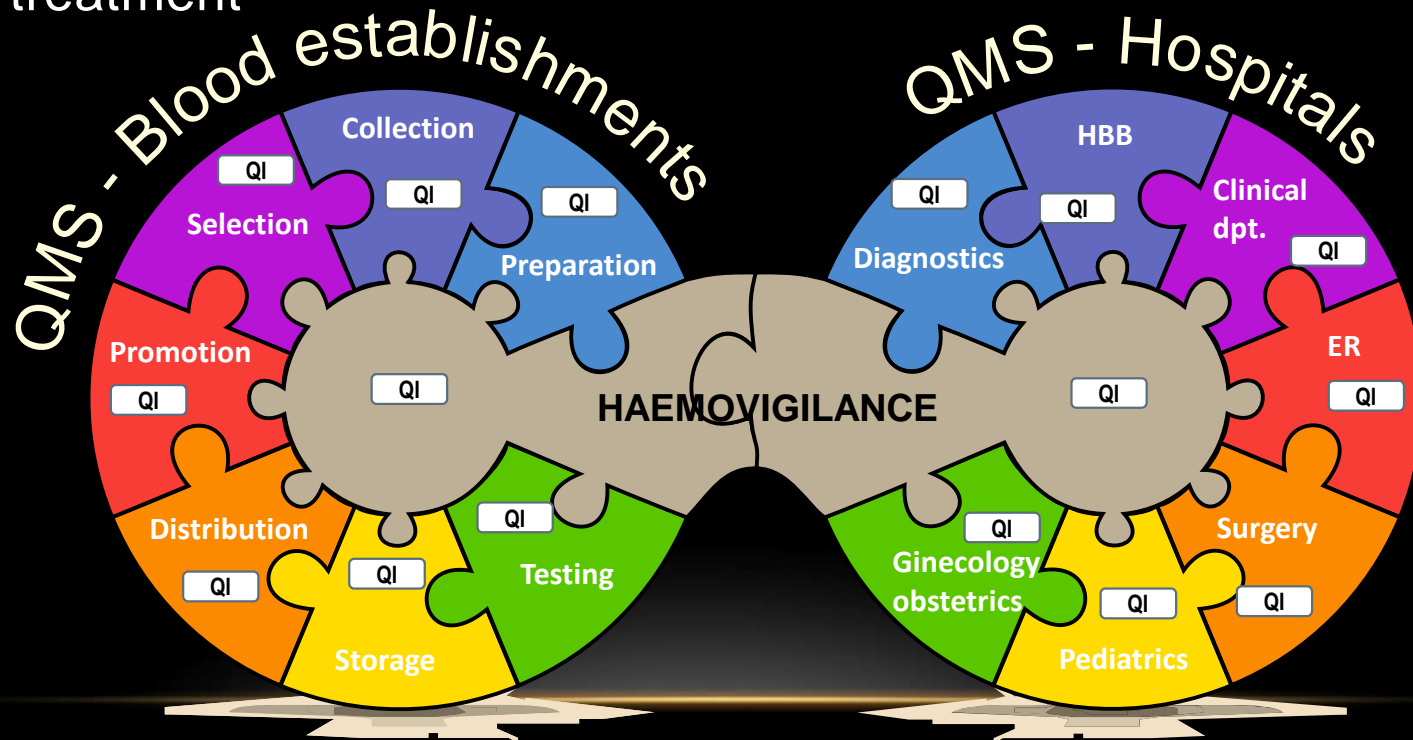 treatment
QMS - Blood establishments
QMS - Hospitals
Collection
QI
QI
Selection
QI
Preparation
Promotion
QI
QI
Distribution
QI
Storage
QI
Testing
QI
HAEMOVIGILANCE
HBB
QI
QI
Diagnostics
Clinical
dpt.
QI
ER
QI
QI
Surgery
QI
Ginecology
obstetrics
QI
Pediatrics
QI